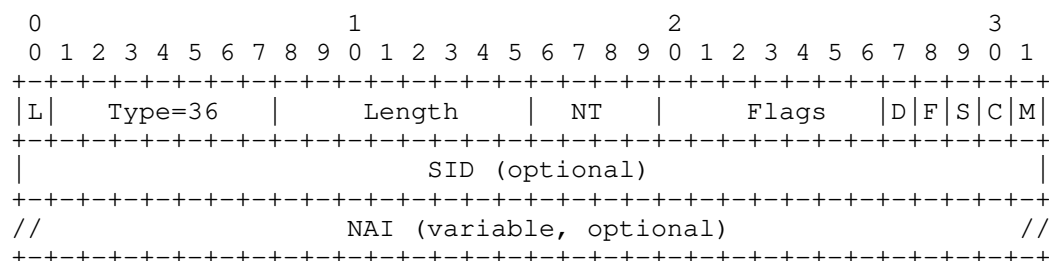 0                   1                   2                   3
 0 1 2 3 4 5 6 7 8 9 0 1 2 3 4 5 6 7 8 9 0 1 2 3 4 5 6 7 8 9 0 1
+-+-+-+-+-+-+-+-+-+-+-+-+-+-+-+-+-+-+-+-+-+-+-+-+-+-+-+-+-+-+-+-+
|L|   Type=36   |     Length    |  NT   |     Flags   |D|F|S|C|M|
+-+-+-+-+-+-+-+-+-+-+-+-+-+-+-+-+-+-+-+-+-+-+-+-+-+-+-+-+-+-+-+-+
|                         SID (optional)                        |
+-+-+-+-+-+-+-+-+-+-+-+-+-+-+-+-+-+-+-+-+-+-+-+-+-+-+-+-+-+-+-+-+
//                   NAI (variable, optional)                  //
+-+-+-+-+-+-+-+-+-+-+-+-+-+-+-+-+-+-+-+-+-+-+-+-+-+-+-+-+-+-+-+-+